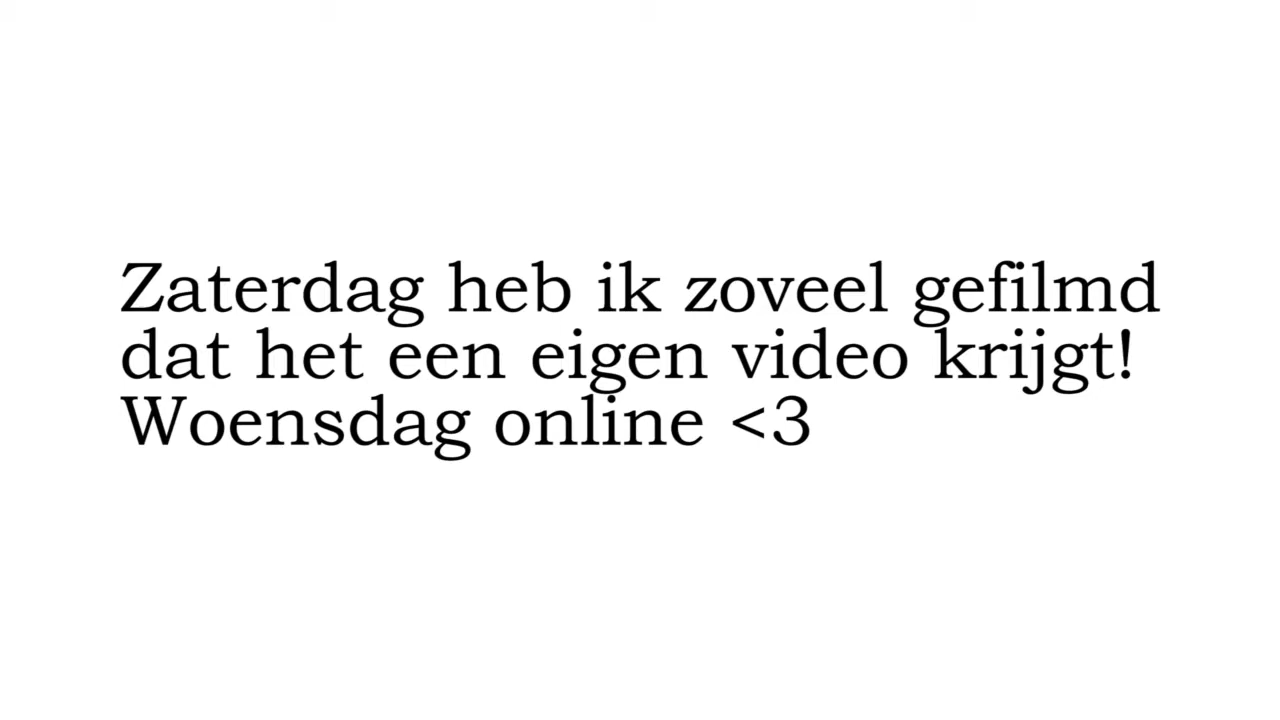 Zaterdag heb ik zoveel gefilmd
dat het een eigen video krijgt!
Woensdag online <3